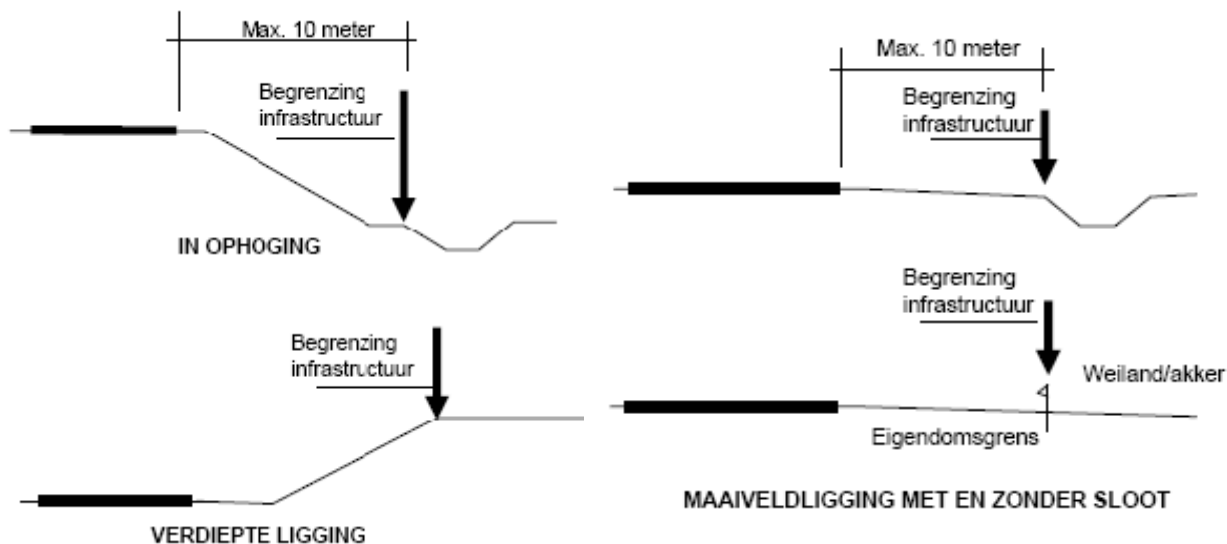 Max. 10 meter
Begrenzing
infrastructuur
IN OPHOGING
Begrenzing
infrastructuur
VERDIEPTE LIGGING
Max. 10 meter
Begrenzing
infrastructuur
Begrenzing
infrastructuur
Weiland/akker
Eigendomsgrens
MAAIVELDLIGGING MET EN ZONDER SLOOT